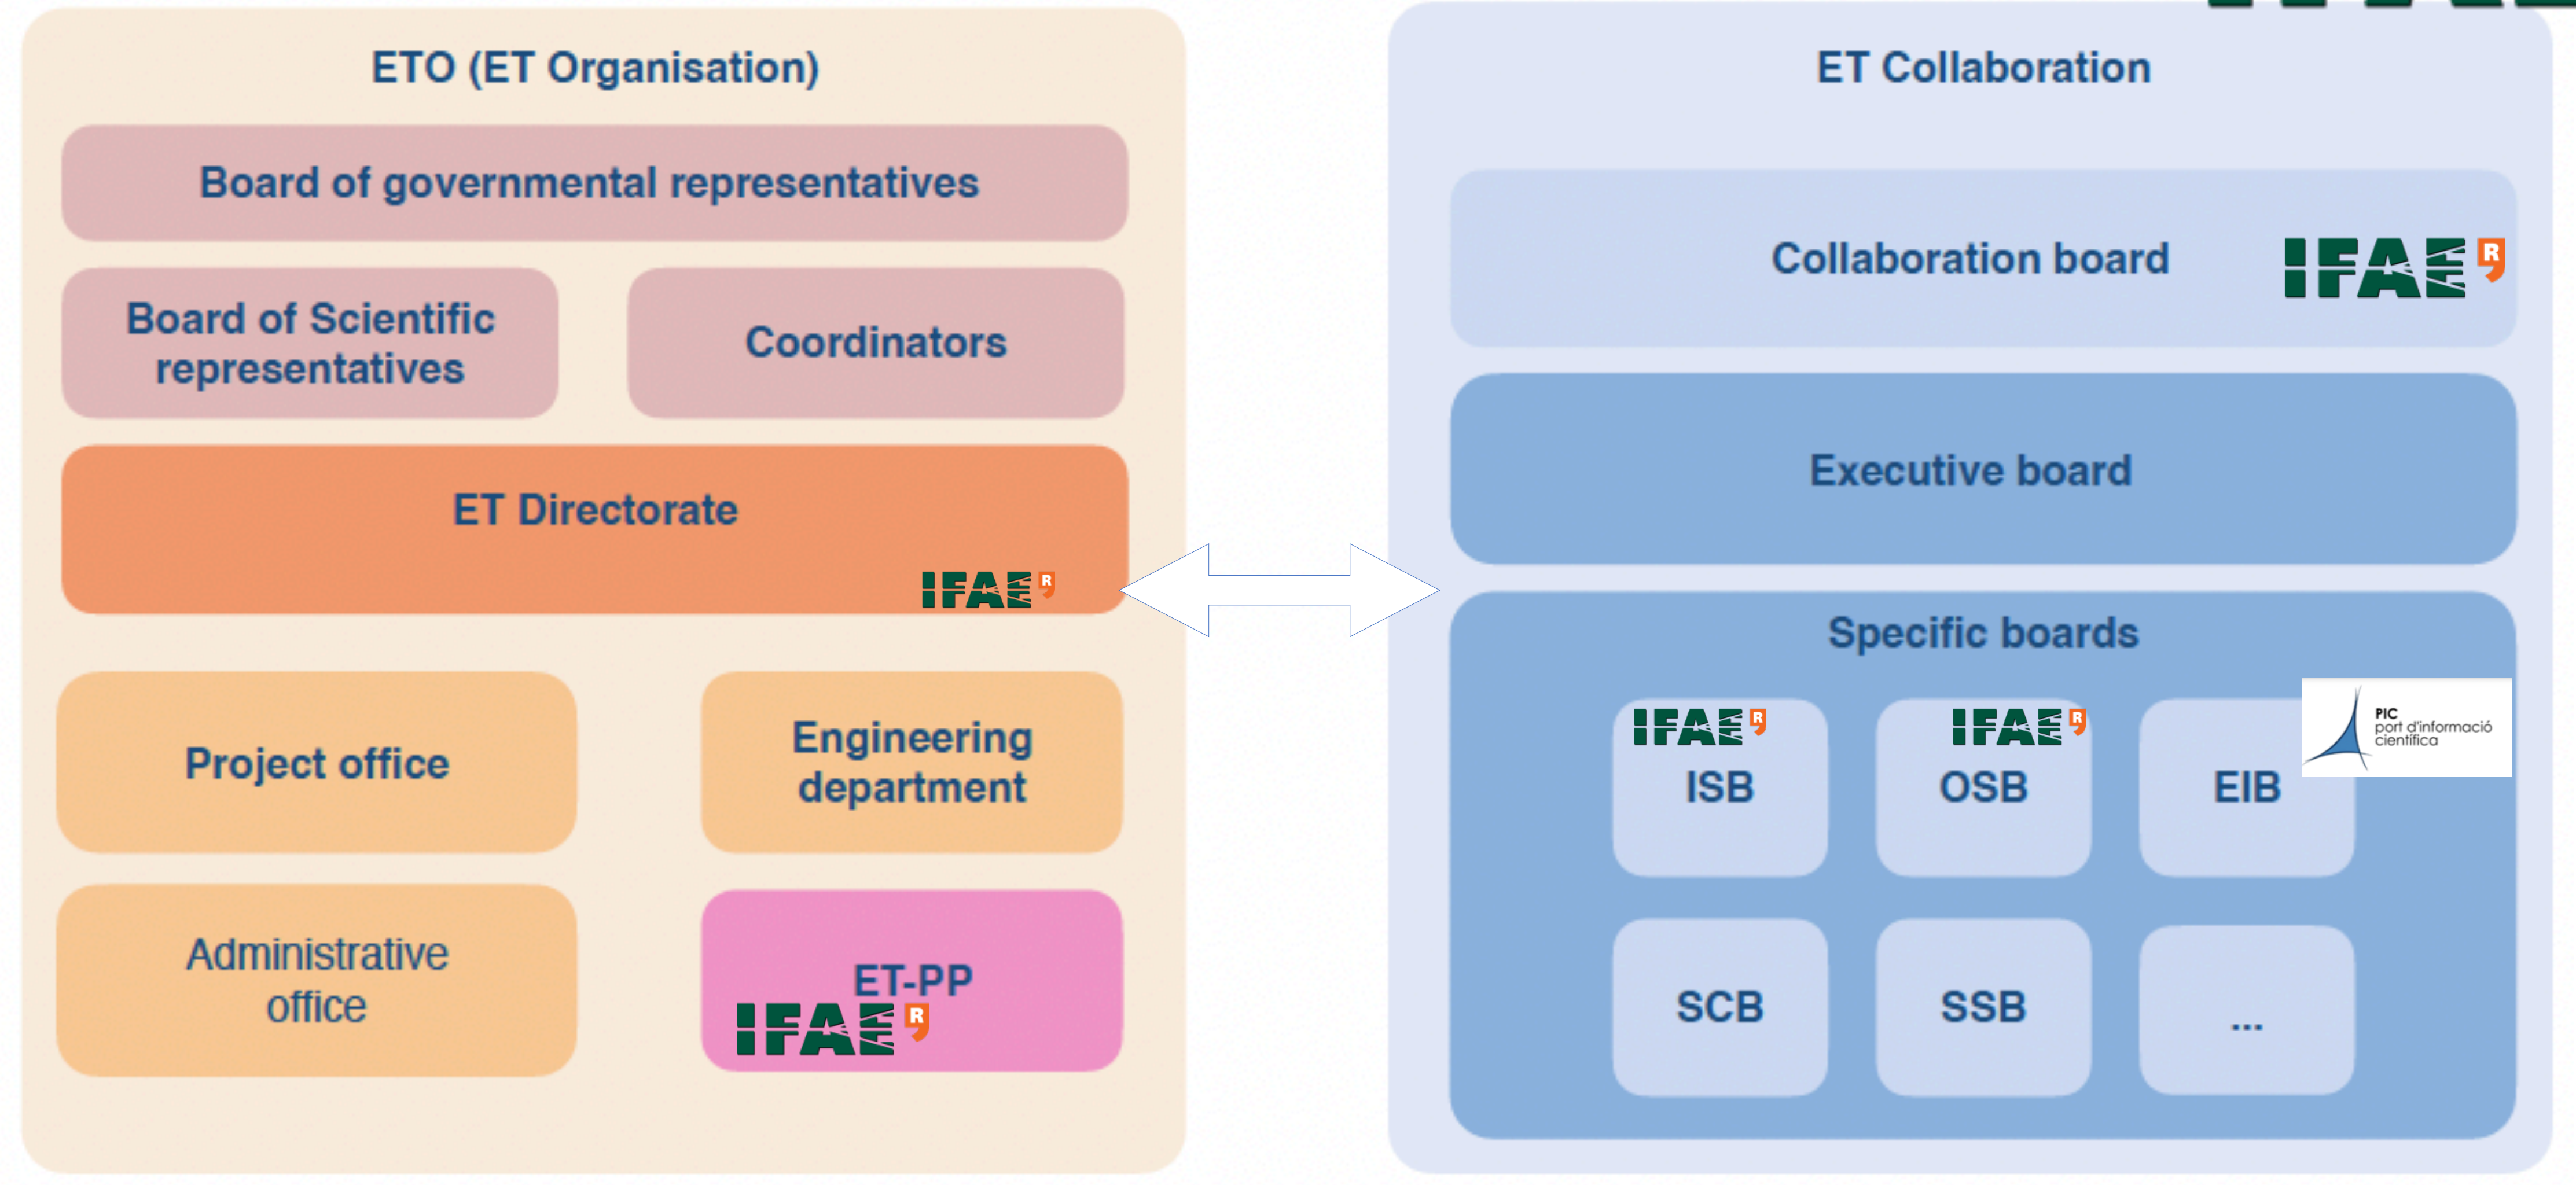 ETO (ET Organisation)
Board of governmental representatives
Board of Scientific
representatives
Coordinators
ET Directorate
IFAE R
Project office
Engineering
department
Administrative
office
ET-PP
IFAE R
ET Collaboration
Collaboration board
IFAE R
Executive board
Specific boards
IFAE R
ISB
IFAE R
OSB
EIB
PIC
port d'informació
científica
SCB
SSB
...